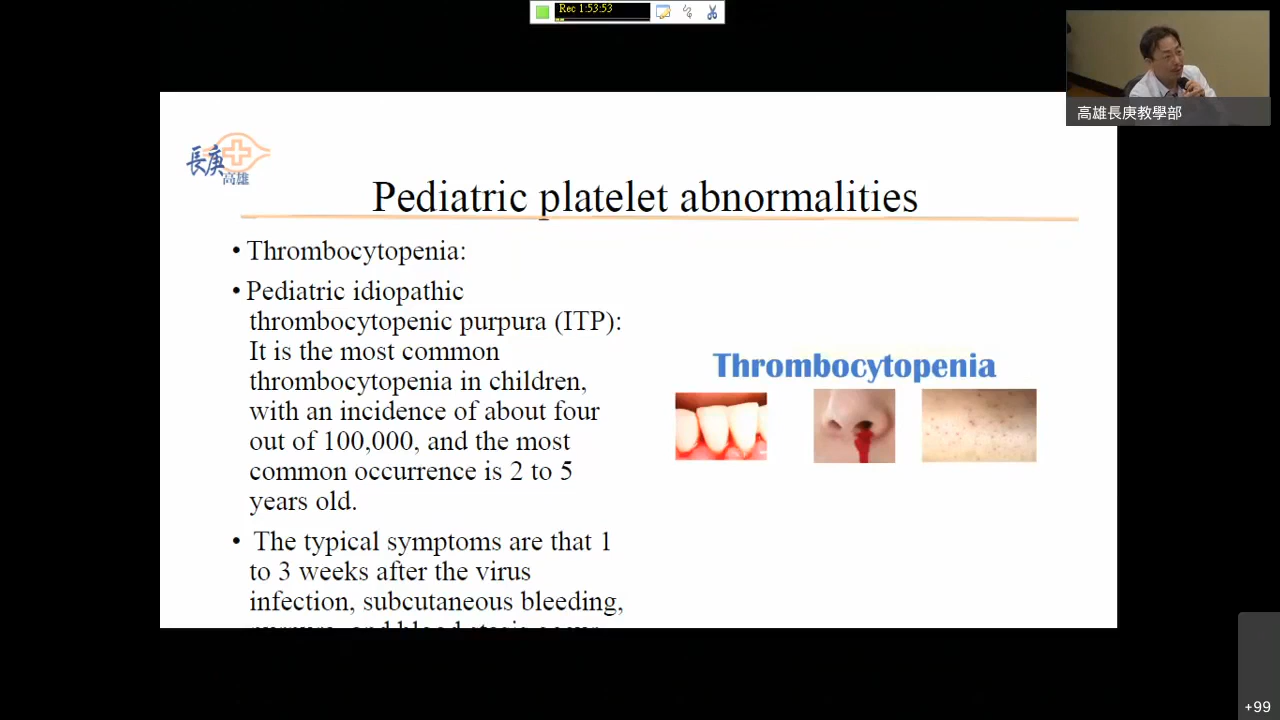 Rec 1:53:53
高雄長庚教學部
長庚
高雄
Pediatric platelet abnormalities
• Thrombocytopenia:
• Pediatric idiopathic
thrombocytopenic purpura (ITP):
It is the most common
thrombocytopenia in children,
with an incidence of about four
out of 100,000, and the most
common occurrence is 2 to 5
years old.
• The typical symptoms are that 1
to 3 weeks after the virus
infection, subcutaneous bleeding,
Thrombocytopenia
+99